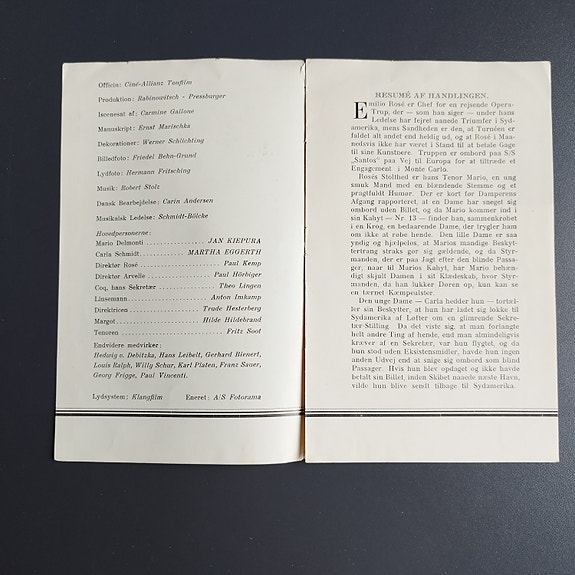 Officin: Ciné-Allianz Tonfilm
Produktion: Rabinowitsch - Pressburger
Iscenesat af: Carmine Gallone
Manuskript: Ernst Marischka
Dekorationer: Werner Schlichting
Billedfoto: Friedel Behn-Grund
Lydfoto: Hermann Fritsching
Musik: Robert Stolz
Dansk Bearbejdelse: Carin Andersen
Musikalsk Ledelse: Schmidt-Bölcke
Hovedpersonerne:
Mario Delmonti .............. JAN KIEPURA
Carla Schmidt .............. MARTHA EGGERTH
Direktør Rosé .............. Paul Kemp
Direktør Arvelle .............. Paul Hörbiger
Coq, hans Sekretær .............. Theo Lingen
Linsemann .............. Anton Imkamp
Direktricen .............. Trude Hesterberg
Margot .............. Hilde Hildebrand
Tenoren .............. Fritz Soot
Endvidere medvirker:
Hedwig v. Debitzka, Hans Leibelt, Gerhard Bienert,
Louis Ralph, Willy Schur, Karl Platen, Franz Sauer,
Georg Frigge, Paul Vincenti.
Lydsystem: Klangfilm Eneret: A/S Fotorama
RESUMÉ AF HANDLINGEN.
Emilio Rosé er Chef for en rejsende Opera-
Trup, der — som han siger — under hans
Ledelse har fejret uanede Triumfer i Syd-
amerika, mens Sandheden er den, at Turnéen er
faldet alt andet end heldig ud, og at Rosé i Maa-
nedsvis ikke har været i Stand til at betale Gage
til sine Kunstnere. Truppen er ombord paa S/S
„Santos" paa Vej til Europa for at tiltræde et
Engagement i Monte Carlo.
Rosés Stolthed er hans Tenor Mario, en ung
smuk Mand med en blændende Stemme og et
pragtfuldt Humør. Der er kort før Damperens
Afgang rapporteret, at en Dame har sneget sig
ombord uden Billet, og da Mario kommer ind i
sin Kahyt — Nr. 13 — finder han, sammenkrøbet
i en Krog, en bedaarende Dame, der trygler ham
om ikke at røbe hende. Den lille Dame er saa
yndig og hjælpeløs, at Marios mandige Beskyt-
tertrang straks gør sig gældende, og da Styr-
manden, der er paa Jagt efter den blinde Passa-
ger, naar til Marios Kahyt, har Mario behæn-
digt skjult Damen i sit Klædeskab, hvor Styr-
manden, da han lukker Døren op, kun kan se
en tærnet Kæmpeulster.
Den unge Dame — Carla hedder hun — fortæl-
ler sin Beskytter, at hun har ladet sig lokke til
Sydamerika af Løfter om en glimrende Sekre-
tær-Stilling. Da det viste sig, at man forlangte
helt andre Ting af hende, end man almindeligvis
kræver af en Sekretær, var hun flygtet, og da
hun stod uden Eksistensmidler, havde hun ingen
anden Udvej end at snige sig ombord som blind
Passager. Hvis hun blev opdaget og ikke havde
betalt sin Billet, inden Skibet naaede næste Havn,
vilde hun blive sendt tilbage til Sydamerika.